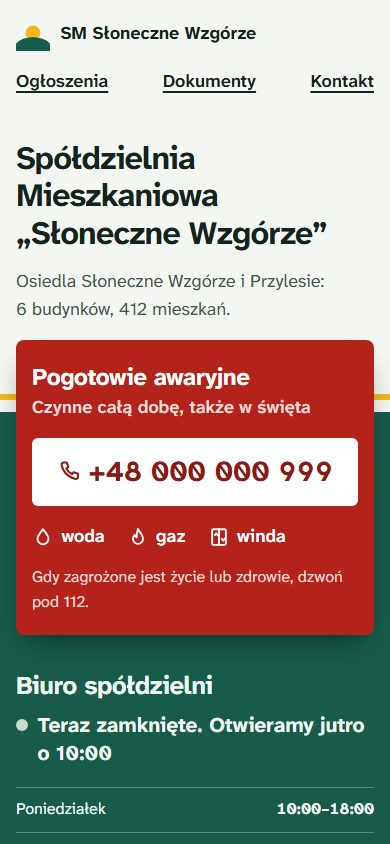 SM Słoneczne Wzgórze
Ogłoszenia Dokumenty Kontakt
Spółdzielnia
Mieszkaniowa
„Słoneczne Wzgórze”
Osiedla Słoneczne Wzgórze i Przylesie:
6 budynków, 412 mieszkań.
Pogotowie awaryjne
Czynne całą dobę, także w święta
+48 000 000 999
woda gaz winda
Gdy zagrożone jest życie lub zdrowie, dzwoń
pod 112.
Biuro spółdzielni
Teraz zamknięte. Otwieramy jutro
o 10:00
Poniedziałek 10:00–18:00